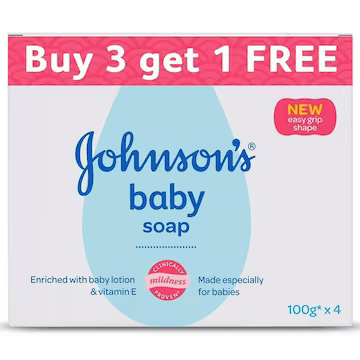 Buy 3 get 1 FREE
NEW
easy grip
shape
Johnson's®
baby
soap
Enriched with baby lotion
& vitamin E
CLINICALLY
mildness
PROVEN*
Made especially
for babies
100g* x 4